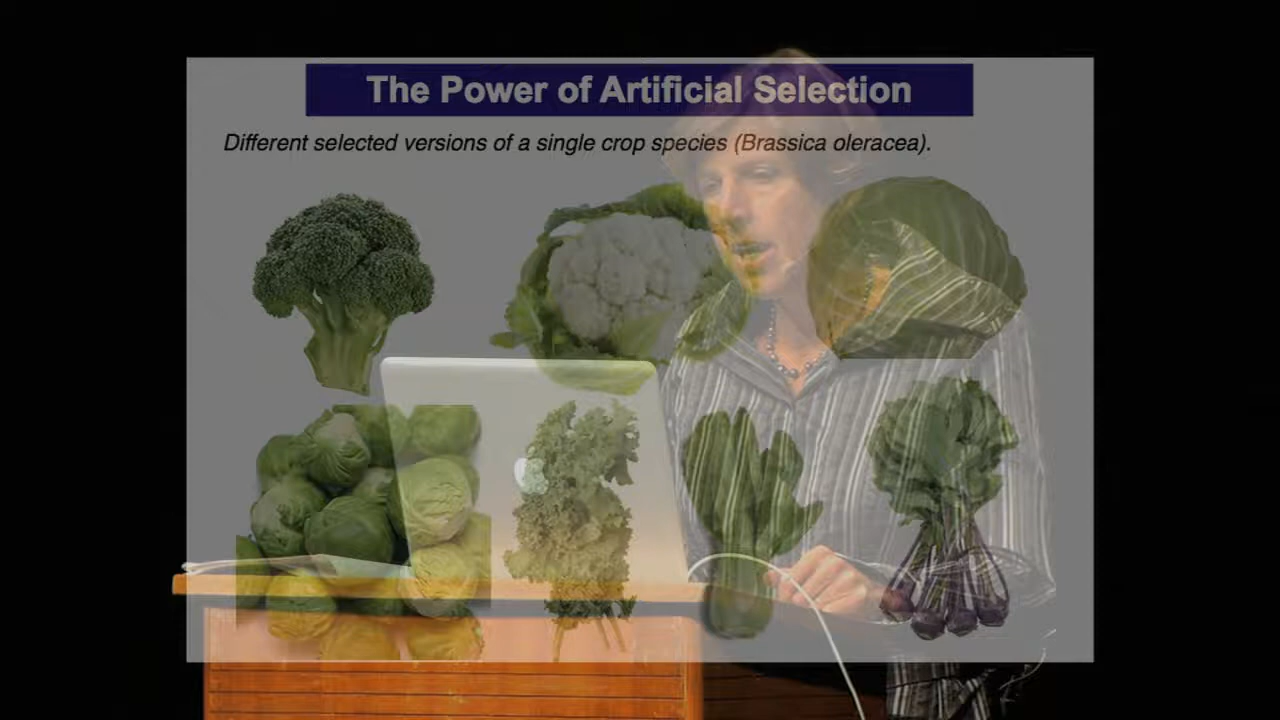 The Power of Artificial Selection
Different selected versions of a single crop species (Brassica oleracea).